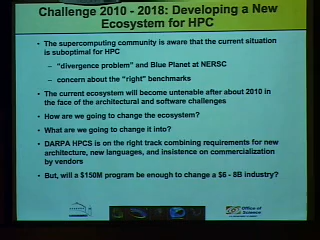 Challenge 2010 - 2018: Developing a New
Ecosystem for HPC
• The supercomputing community is aware that the current situation
is suboptimal for HPC
– "divergence problem" and Blue Planet at NERSC
– concern about the "right" benchmarks
• The current ecosystem will become untenable after about 2010 in
the face of the architectural and software challenges
• How are we going to change the ecosystem?
• What are we going to change it into?
• DARPA HPCS is on the right track combining requirements for new
architecture, new languages, and insistence on commercialization
by vendors
• But, will a $150M program be enough to change a $6 - 8B industry?
Office of
Science